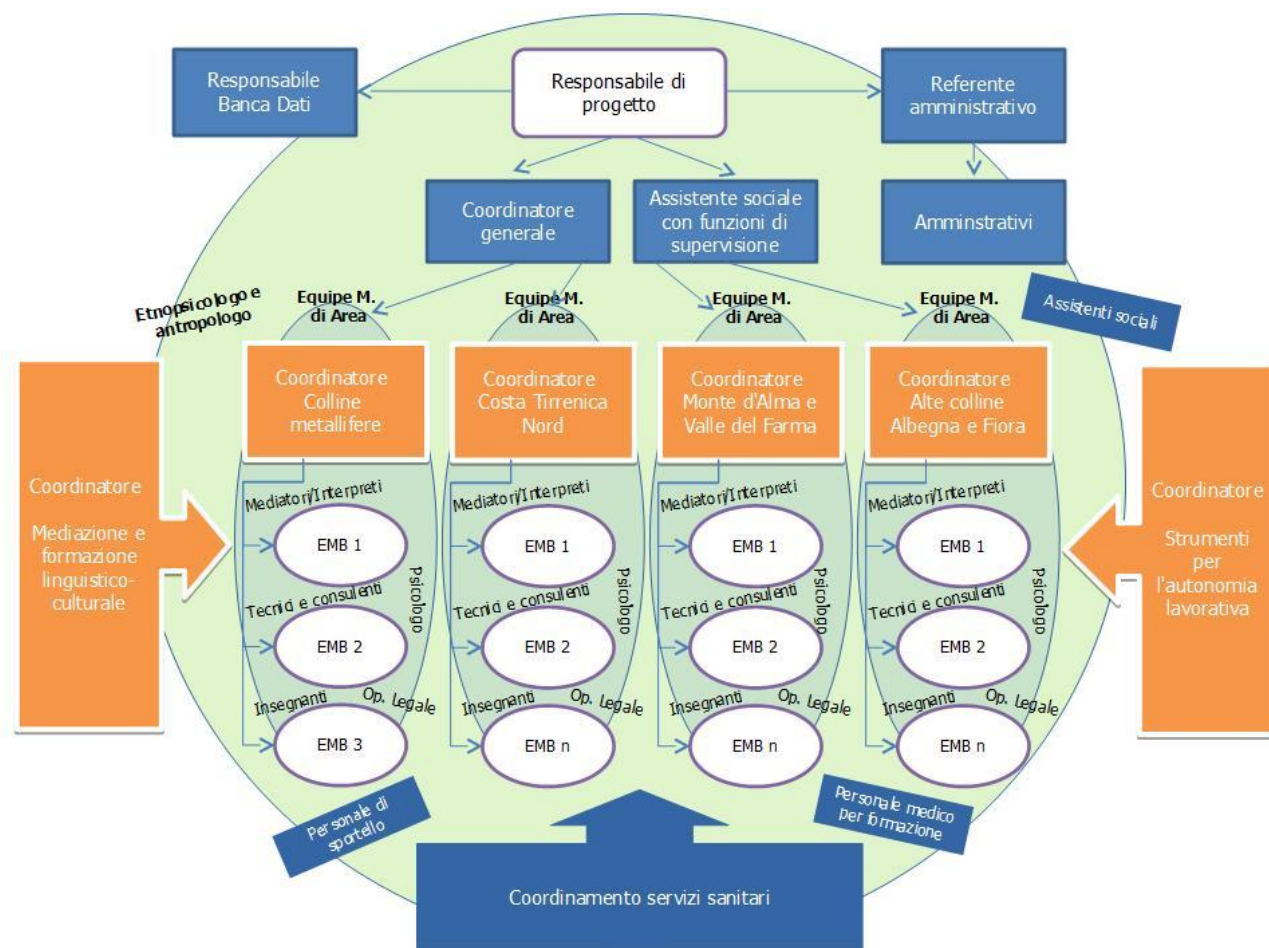 Responsabile
Banca Dati
Responsabile di
progetto
Referente
amministrativo
Coordinatore
generale
Assistente sociale
con funzioni di
supervisione
Amminstrativi
Etnopsicologo e
antropologo
Assistenti sociali
Equipe M.
di Area
Equipe M.
di Area
Equipe M.
di Area
Equipe M.
di Area
Coordinatore
Colline
metallifere
Coordinatore
Costa Tirrenica
Nord
Coordinatore
Monte d'Alma e
Valle del Farma
Coordinatore
Alte colline
Albegna e Fiora
Coordinatore
Mediazione e
formazione
linguistico-
culturale
Mediatori/Interpreti
EMB 1
Tecnici e consulenti
Psicologo
EMB 2
Insegnanti
Op. Legale
EMB 3
Mediatori/Interpreti
EMB 1
Tecnici e consulenti
Psicologo
EMB 2
Insegnanti
Op. Legale
EMB n
Mediatori/Interpreti
EMB 1
Tecnici e consulenti
Psicologo
EMB 2
Insegnanti
Op. Legale
EMB n
Mediatori/Interpreti
EMB 1
Tecnici e consulenti
Psicologo
EMB 2
Insegnanti
Op. Legale
EMB n
Coordinatore
Strumenti
per
l'autonomia
lavorativa
Personale di
sportello
Personale medico
per formazione
Coordinamento servizi sanitari